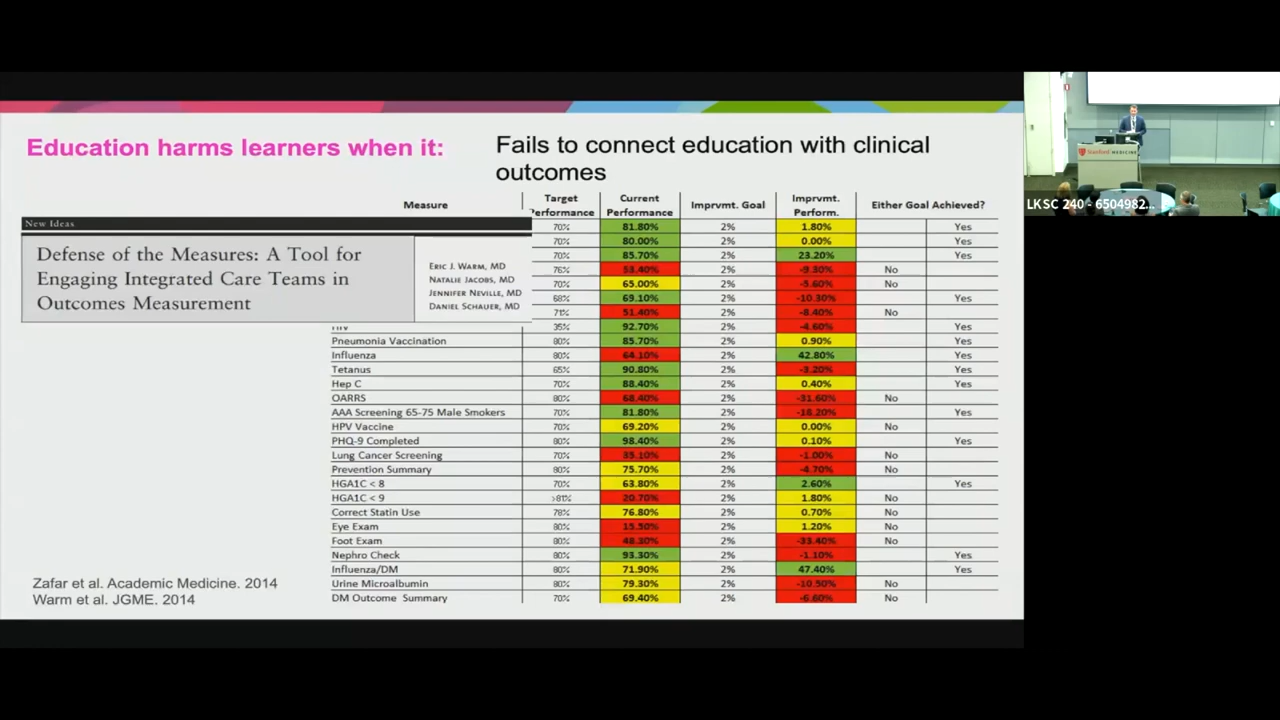 Education harms learners when it:
Fails to connect education with clinical
outcomes
New Ideas
Defense of the Measures: A Tool for
Engaging Integrated Care Teams in
Outcomes Measurement
Eric J. Warm, MD
Natalie Jacobs, MD
Jennifer Neville, MD
Daniel Schauer, MD
Measure Target Performance Current Performance Imprvmt. Goal Imprvmt. Perform. Either Goal Achieved?
70% 81.80% 2% 1.80% Yes
70% 80.00% 2% 0.00% Yes
70% 85.70% 2% 23.20% Yes
76% 53.40% 2% -9.30% No
70% 65.00% 2% -5.60% No
68% 69.10% 2% -10.30% Yes
71% 51.40% 2% -8.40% No
HIV 35% 92.70% 2% -4.60% Yes
Pneumonia Vaccination 80% 85.70% 2% 0.90% Yes
Influenza 80% 64.10% 2% 42.80% Yes
Tetanus 65% 90.80% 2% -3.20% Yes
Hep C 70% 88.40% 2% 0.40% Yes
OARRS 80% 68.40% 2% -31.60% No
AAA Screening 65-75 Male Smokers 70% 81.80% 2% -18.20% Yes
HPV Vaccine 70% 69.20% 2% 0.00% No
PHQ-9 Completed 80% 98.40% 2% 0.10% Yes
Lung Cancer Screening 70% 35.10% 2% -1.00% No
Prevention Summary 80% 75.70% 2% -4.70% No
HGA1C < 8 70% 63.80% 2% 2.60% Yes
HGA1C < 9 >81% 20.70% 2% 1.80% No
Correct Statin Use 78% 76.80% 2% 0.70% No
Eye Exam 80% 15.50% 2% 1.20% No
Foot Exam 80% 48.30% 2% -33.40% No
Nephro Check 80% 93.30% 2% -1.10% Yes
Influenza/DM 80% 71.90% 2% 47.40% Yes
Urine Microalbumin 80% 79.30% 2% -10.50% No
DM Outcome Summary 70% 69.40% 2% -6.60% No
Zafar et al. Academic Medicine. 2014
Warm et al. JGME. 2014
Stanford MEDICINE
LKSC 240 - 6504982...